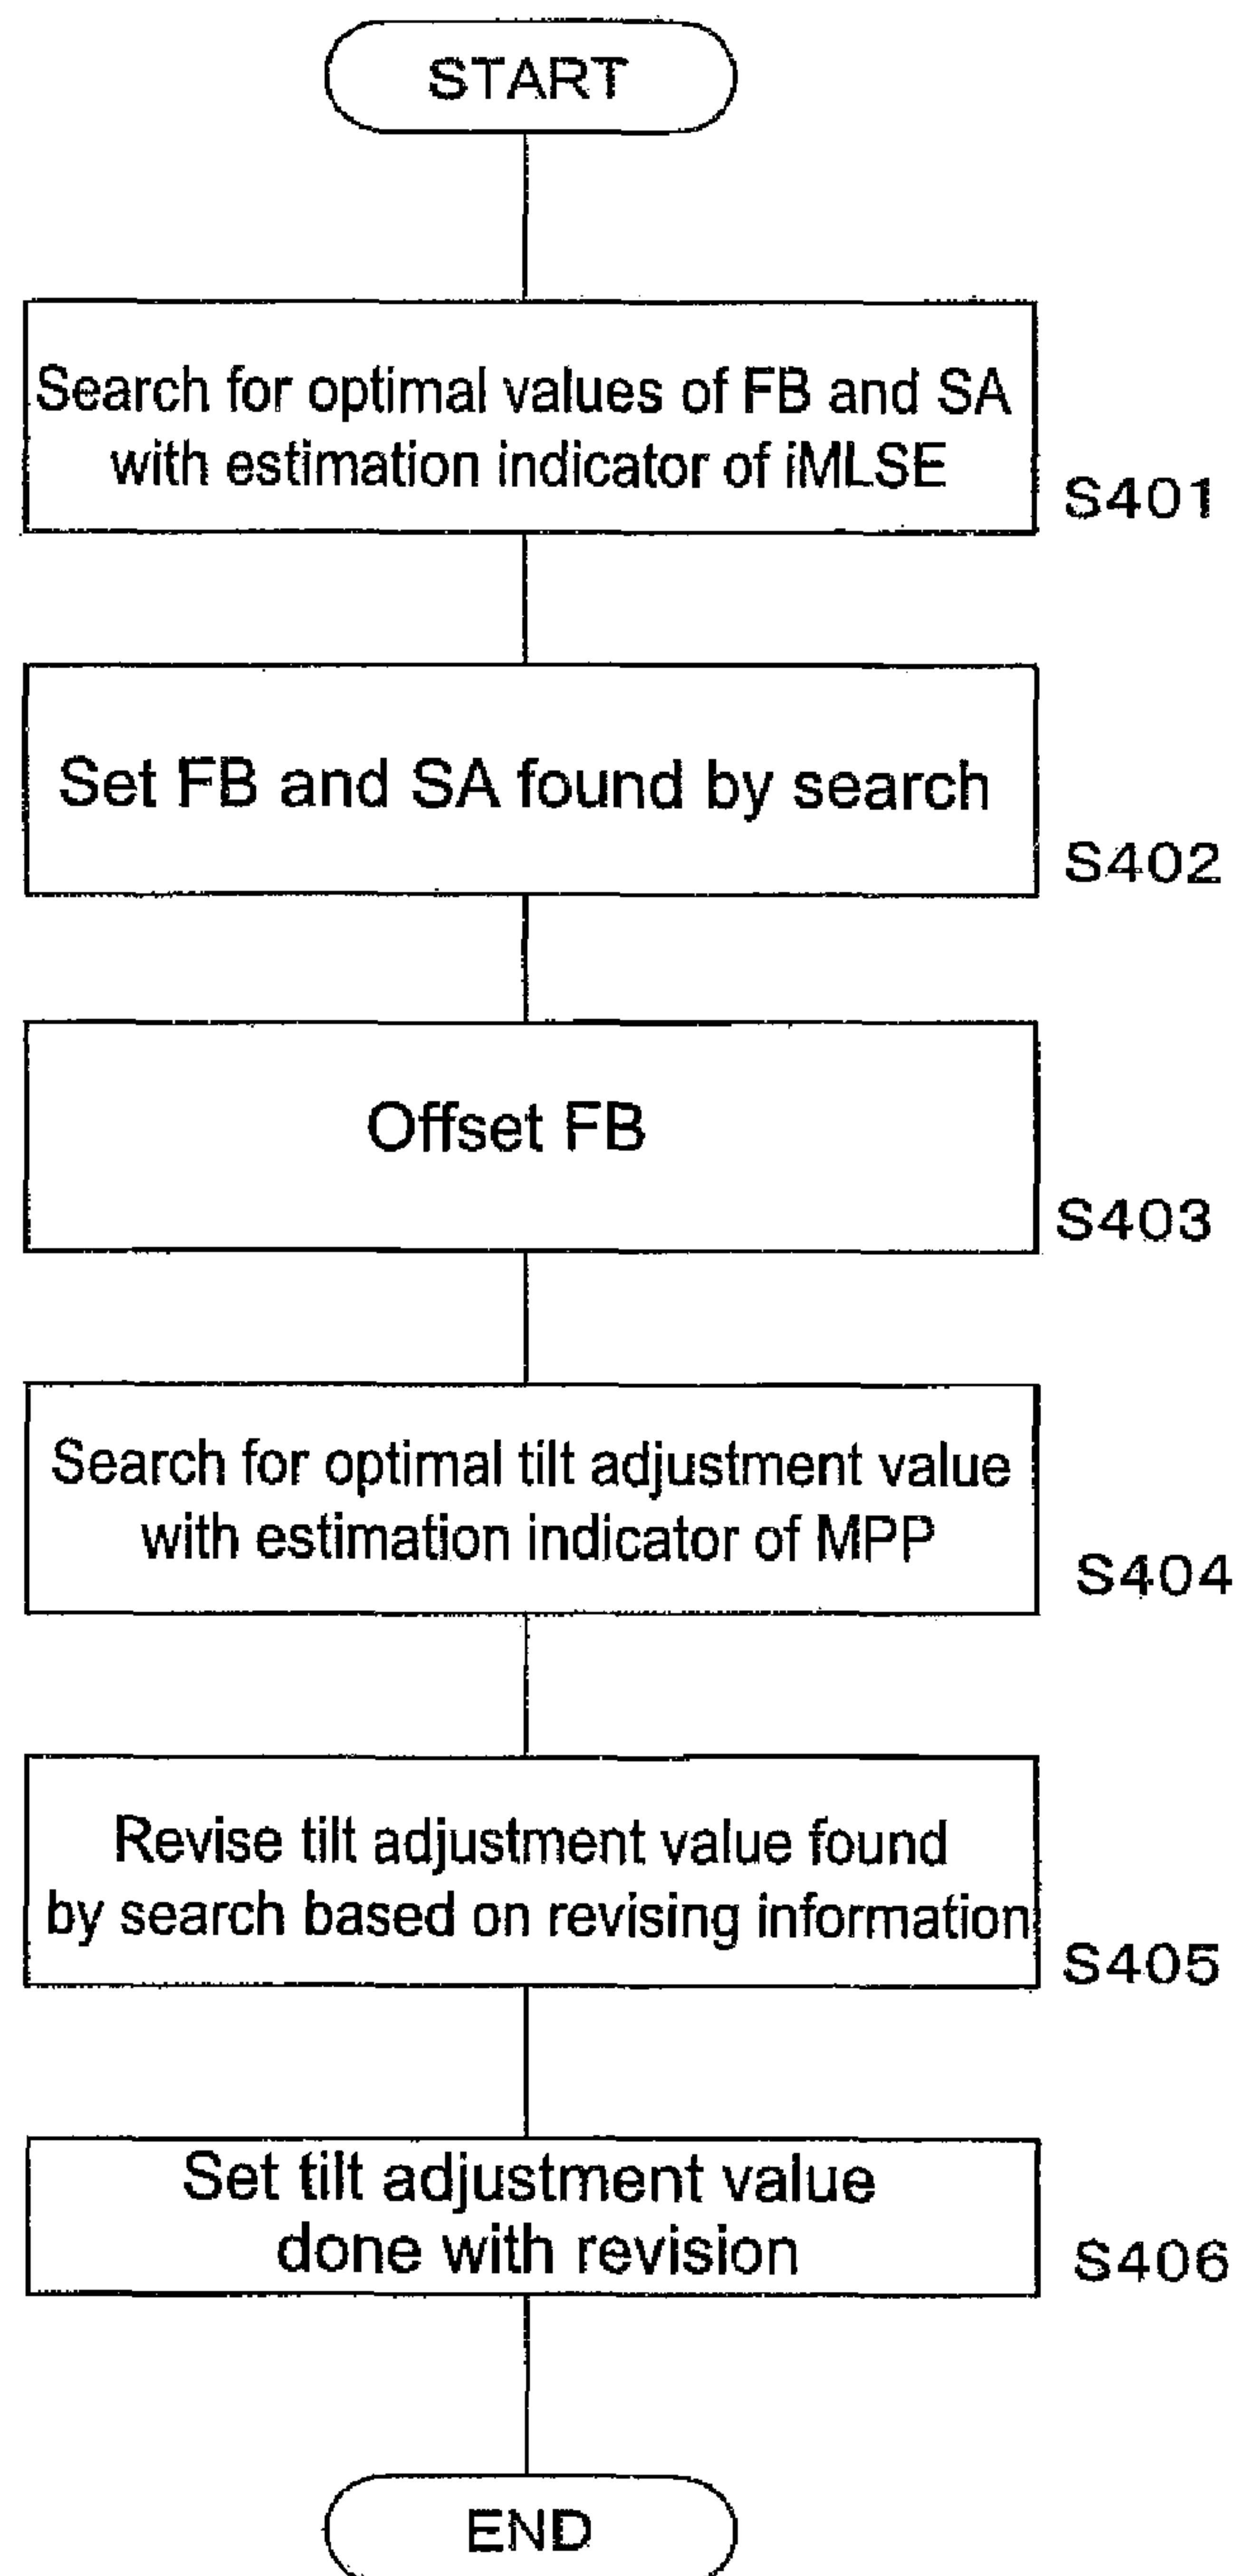 START
Search for optimal values of FB and SA
with estimation indicator of iMLSE
S401
Set FB and SA found by search
S402
Offset FB
S403
Search for optimal tilt adjustment value
with estimation indicator of MPP
S404
Revise tilt adjustment value found
by search based on revising information
S405
Set tilt adjustment value
done with revision
S406
END